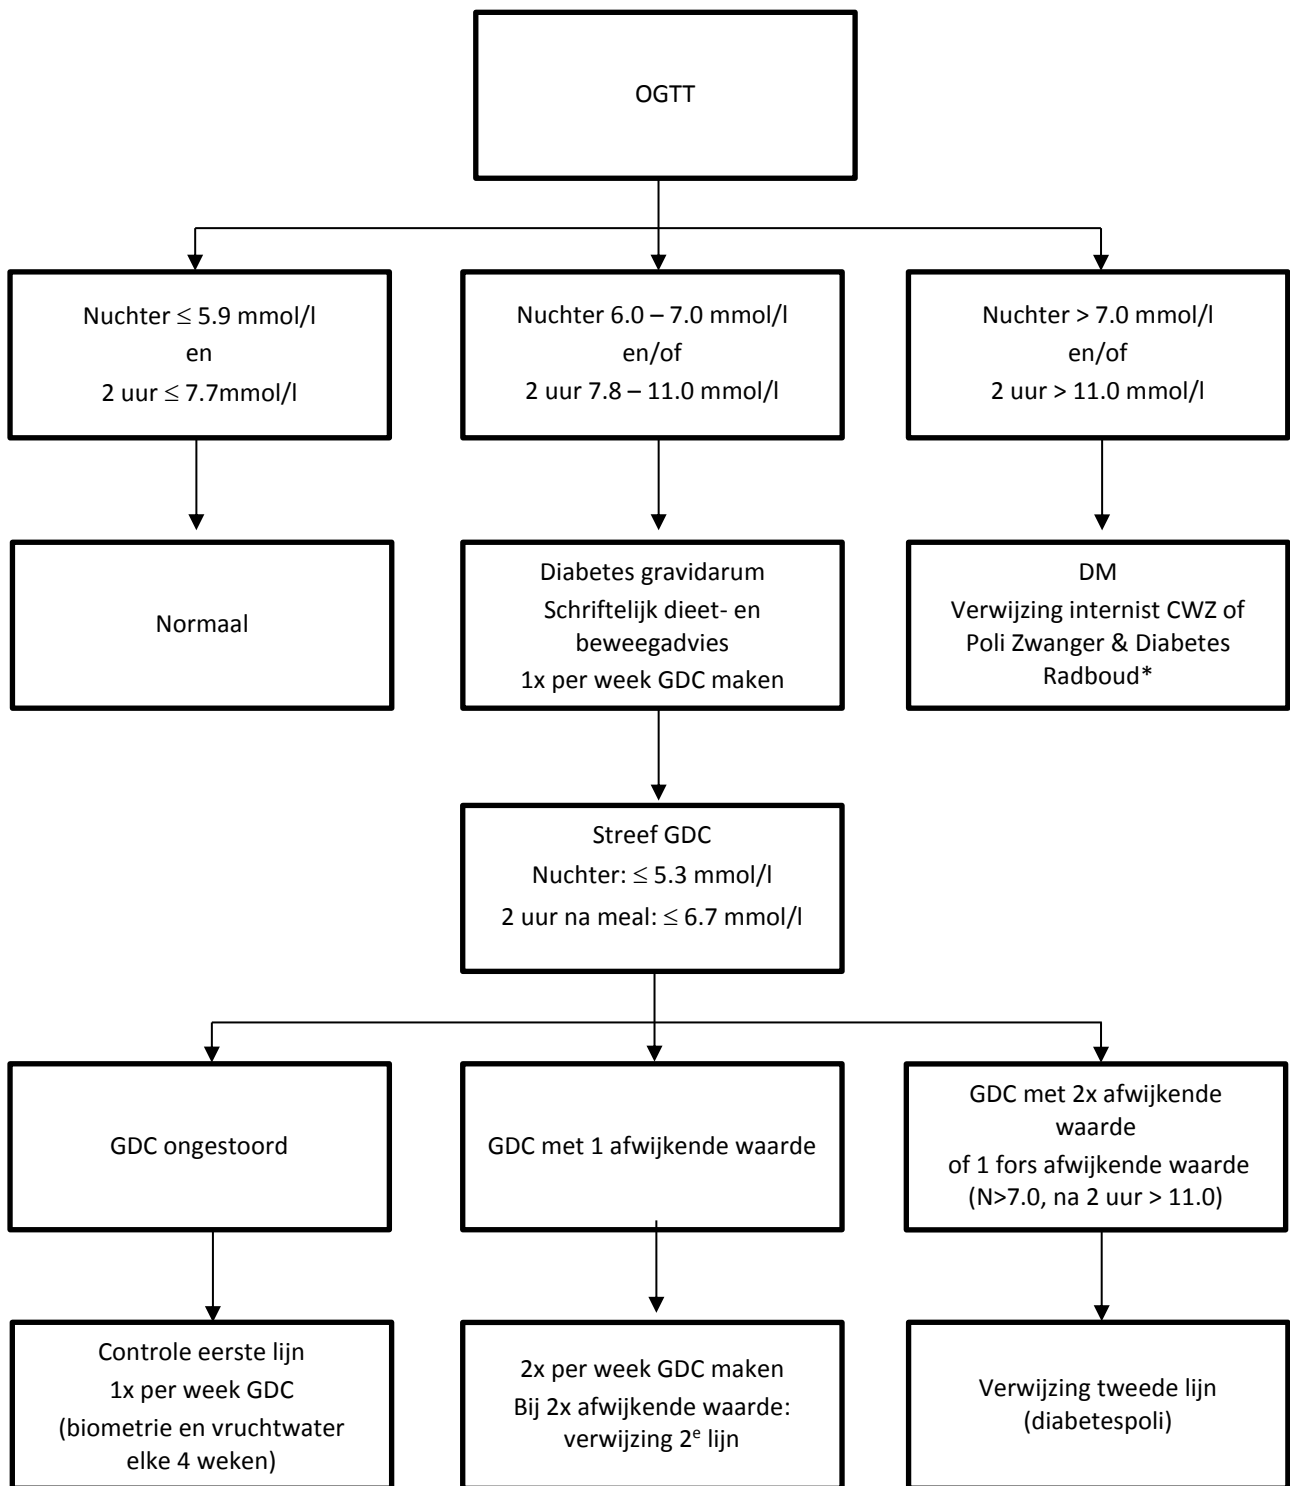 OGTT
Nuchter ≤ 5.9 mmol/l
en
2 uur ≤ 7.7mmol/l
Nuchter 6.0 – 7.0 mmol/l
en/of
2 uur 7.8 – 11.0 mmol/l
Nuchter > 7.0 mmol/l
en/of
2 uur > 11.0 mmol/l
Normaal
Diabetes gravidarum
Schriftelijk dieet- en
beweegadvies
1x per week GDC maken
DM
Verwijzing internist CWZ of
Poli Zwanger & Diabetes
Radboud*
Streef GDC
Nuchter: ≤ 5.3 mmol/l
2 uur na meal: ≤ 6.7 mmol/l
GDC ongestoord
GDC met 1 afwijkende waarde
GDC met 2x afwijkende
waarde
of 1 fors afwijkende waarde
(N>7.0, na 2 uur > 11.0)
Controle eerste lijn
1x per week GDC
(biometrie en vruchtwater
elke 4 weken)
2x per week GDC maken
Bij 2x afwijkende waarde:
verwijzing 2ᵉ lijn
Verwijzing tweede lijn
(diabetespoli)